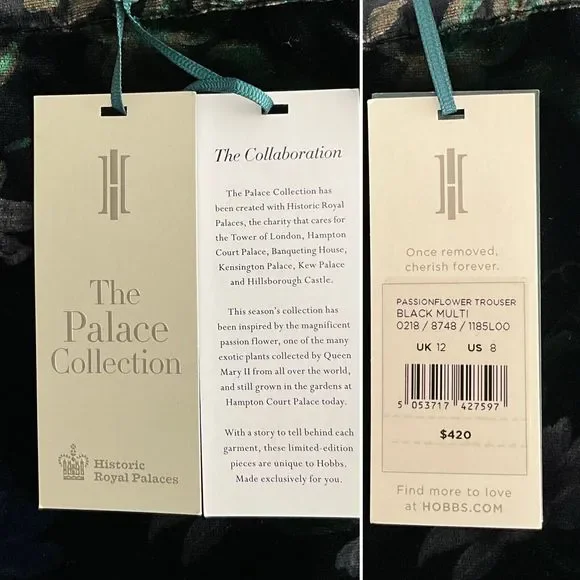 The
Palace
Collection
Historic
Royal Palaces
The Collaboration
The Palace Collection has
been created with Historic Royal
Palaces, the charity that cares for
the Tower of London, Hampton
Court Palace, Banqueting House,
Kensington Palace, Kew Palace
and Hillsborough Castle.
This season's collection has
been inspired by the magnificent
passion flower, one of the many
exotic plants collected by Queen
Mary II from all over the world,
and still grown in the gardens at
Hampton Court Palace today.
With a story to tell behind each
garment, these limited-edition
pieces are unique to Hobbs.
Made exclusively for you.
Once removed,
cherish forever.
PASSIONFLOWER TROUSER
BLACK MULTI
0218 / 8748 / 1185L00
UK 12 US 8
5 053717 427597
$420
Find more to love
at HOBBS.COM